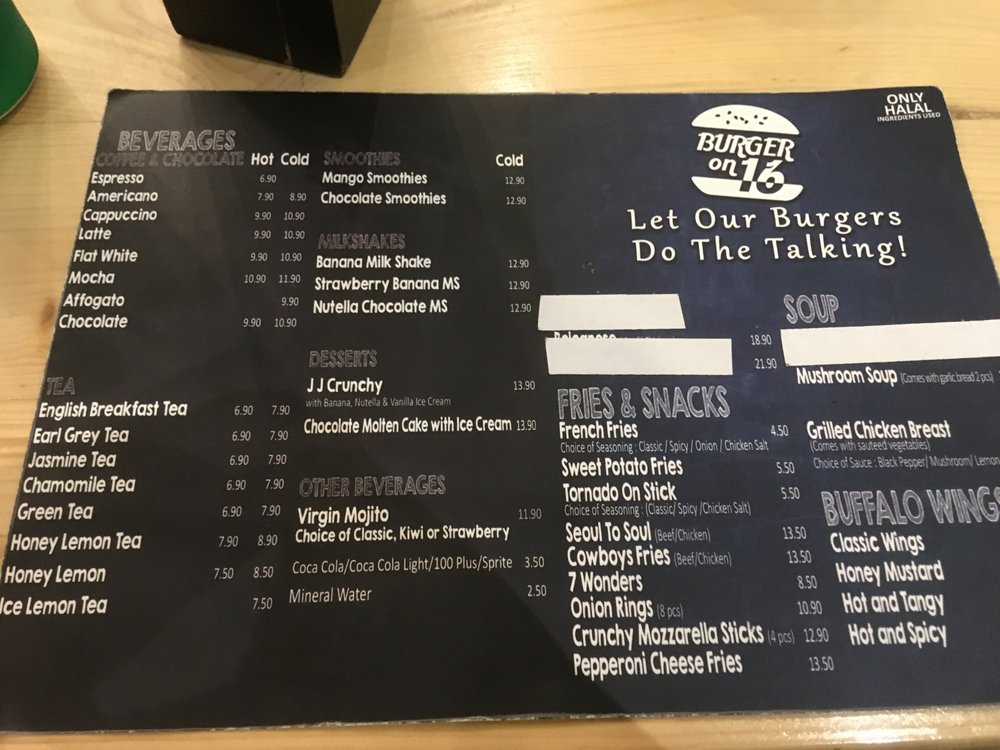 BEVERAGES
COFFEE & CHOCOLATE Hot Cold
Espresso 6.90
Americano 7.90 8.90
Cappuccino 9.90 10.90
Latte 9.90 10.90
Flat White 9.90 10.90
Mocha 10.90 11.90
Affogato 9.90
Chocolate 9.90 10.90
TEA
English Breakfast Tea 6.90 7.90
Earl Grey Tea 6.90 7.90
Jasmine Tea 6.90 7.90
Chamomile Tea 6.90 7.90
Green Tea 6.90 7.90
Honey Lemon Tea 7.90 8.90
Honey Lemon 7.50 8.50
Ice Lemon Tea 7.50
SMOOTHIES Cold
Mango Smoothies 12.90
Chocolate Smoothies 12.90
MILKSHAKES
Banana Milk Shake 12.90
Strawberry Banana MS 12.90
Nutella Chocolate MS 12.90
DESSERTS
J J Crunchy 13.90
with Banana, Nutella & Vanilla Ice Cream
Chocolate Molten Cake with Ice Cream 13.90
OTHER BEVERAGES
Virgin Mojito 11.90
Choice of Classic, Kiwi or Strawberry
Coca Cola/Coca Cola Light/100 Plus/Sprite 3.50
Mineral Water 2.50
ONLY
HALAL
INGREDIENTS USED
BURGER
on 16
Let Our Burgers
Do The Talking!
18.90
21.90
FRIES & SNACKS
French Fries 4.50
Choice of Seasoning : Classic / Spicy / Onion / Chicken Salt
Sweet Potato Fries 5.50
Tornado On Stick 5.50
Choice of Seasoning : (Classic/ Spicy /Chicken Salt)
Seoul To Soul (Beef/Chicken) 13.50
Cowboys Fries (Beef/Chicken) 13.50
7 Wonders 8.50
Onion Rings (8 pcs) 10.90
Crunchy Mozzarella Sticks (4 pcs) 12.90
Pepperoni Cheese Fries 13.50
SOUP
Mushroom Soup (Comes with garlic bread 2 pcs)
Grilled Chicken Breast
(Comes with sauteed vegetables)
Choice of Sauce : Black Pepper/ Mushroom/ Lemon
BUFFALO WING
Classic Wings
Honey Mustard
Hot and Tangy
Hot and Spicy